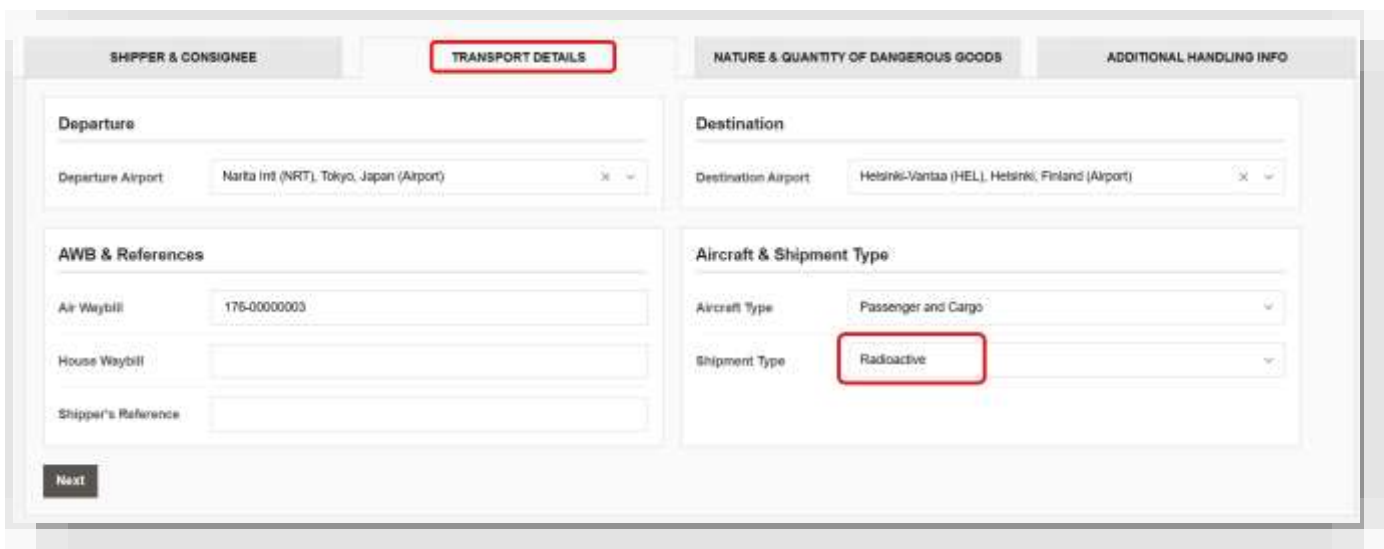 SHIPPER & CONSIGNEE
TRANSPORT DETAILS
NATURE & QUANTITY OF DANGEROUS GOODS
ADDITIONAL HANDLING INFO
Departure
Departure Airport
Narita Intl (NRT), Tokyo, Japan (Airport)
Destination
Destination Airport
Helsinki-Vantaa (HEL), Helsinki, Finland (Airport)
AWB & References
Air Waybill
176-00000003
House Waybill
Shipper's Reference
Aircraft & Shipment Type
Aircraft Type
Passenger and Cargo
Shipment Type
Radioactive
Next